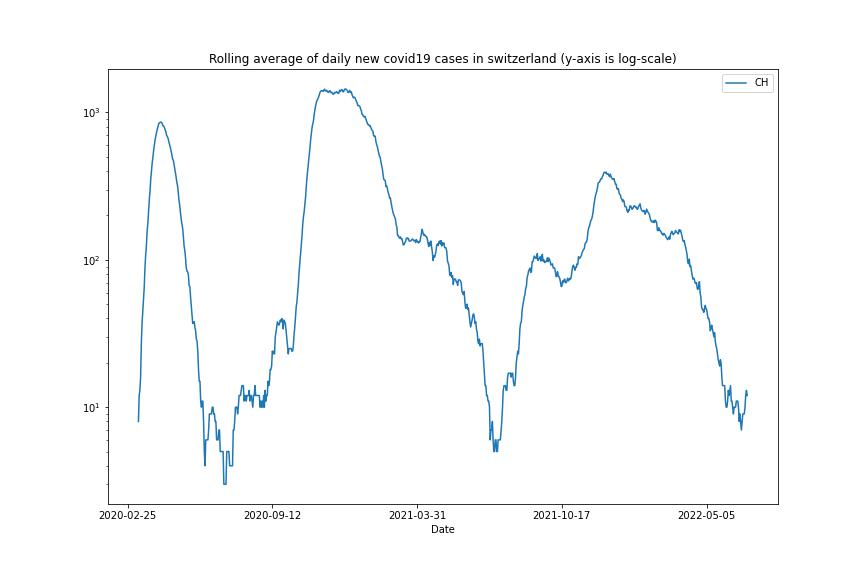 Rolling average of daily new covid19 cases in switzerland (y-axis is log-scale)
CH
10³
10²
10¹
2020-02-25 2020-09-12 2021-03-31 2021-10-17 2022-05-05
Date